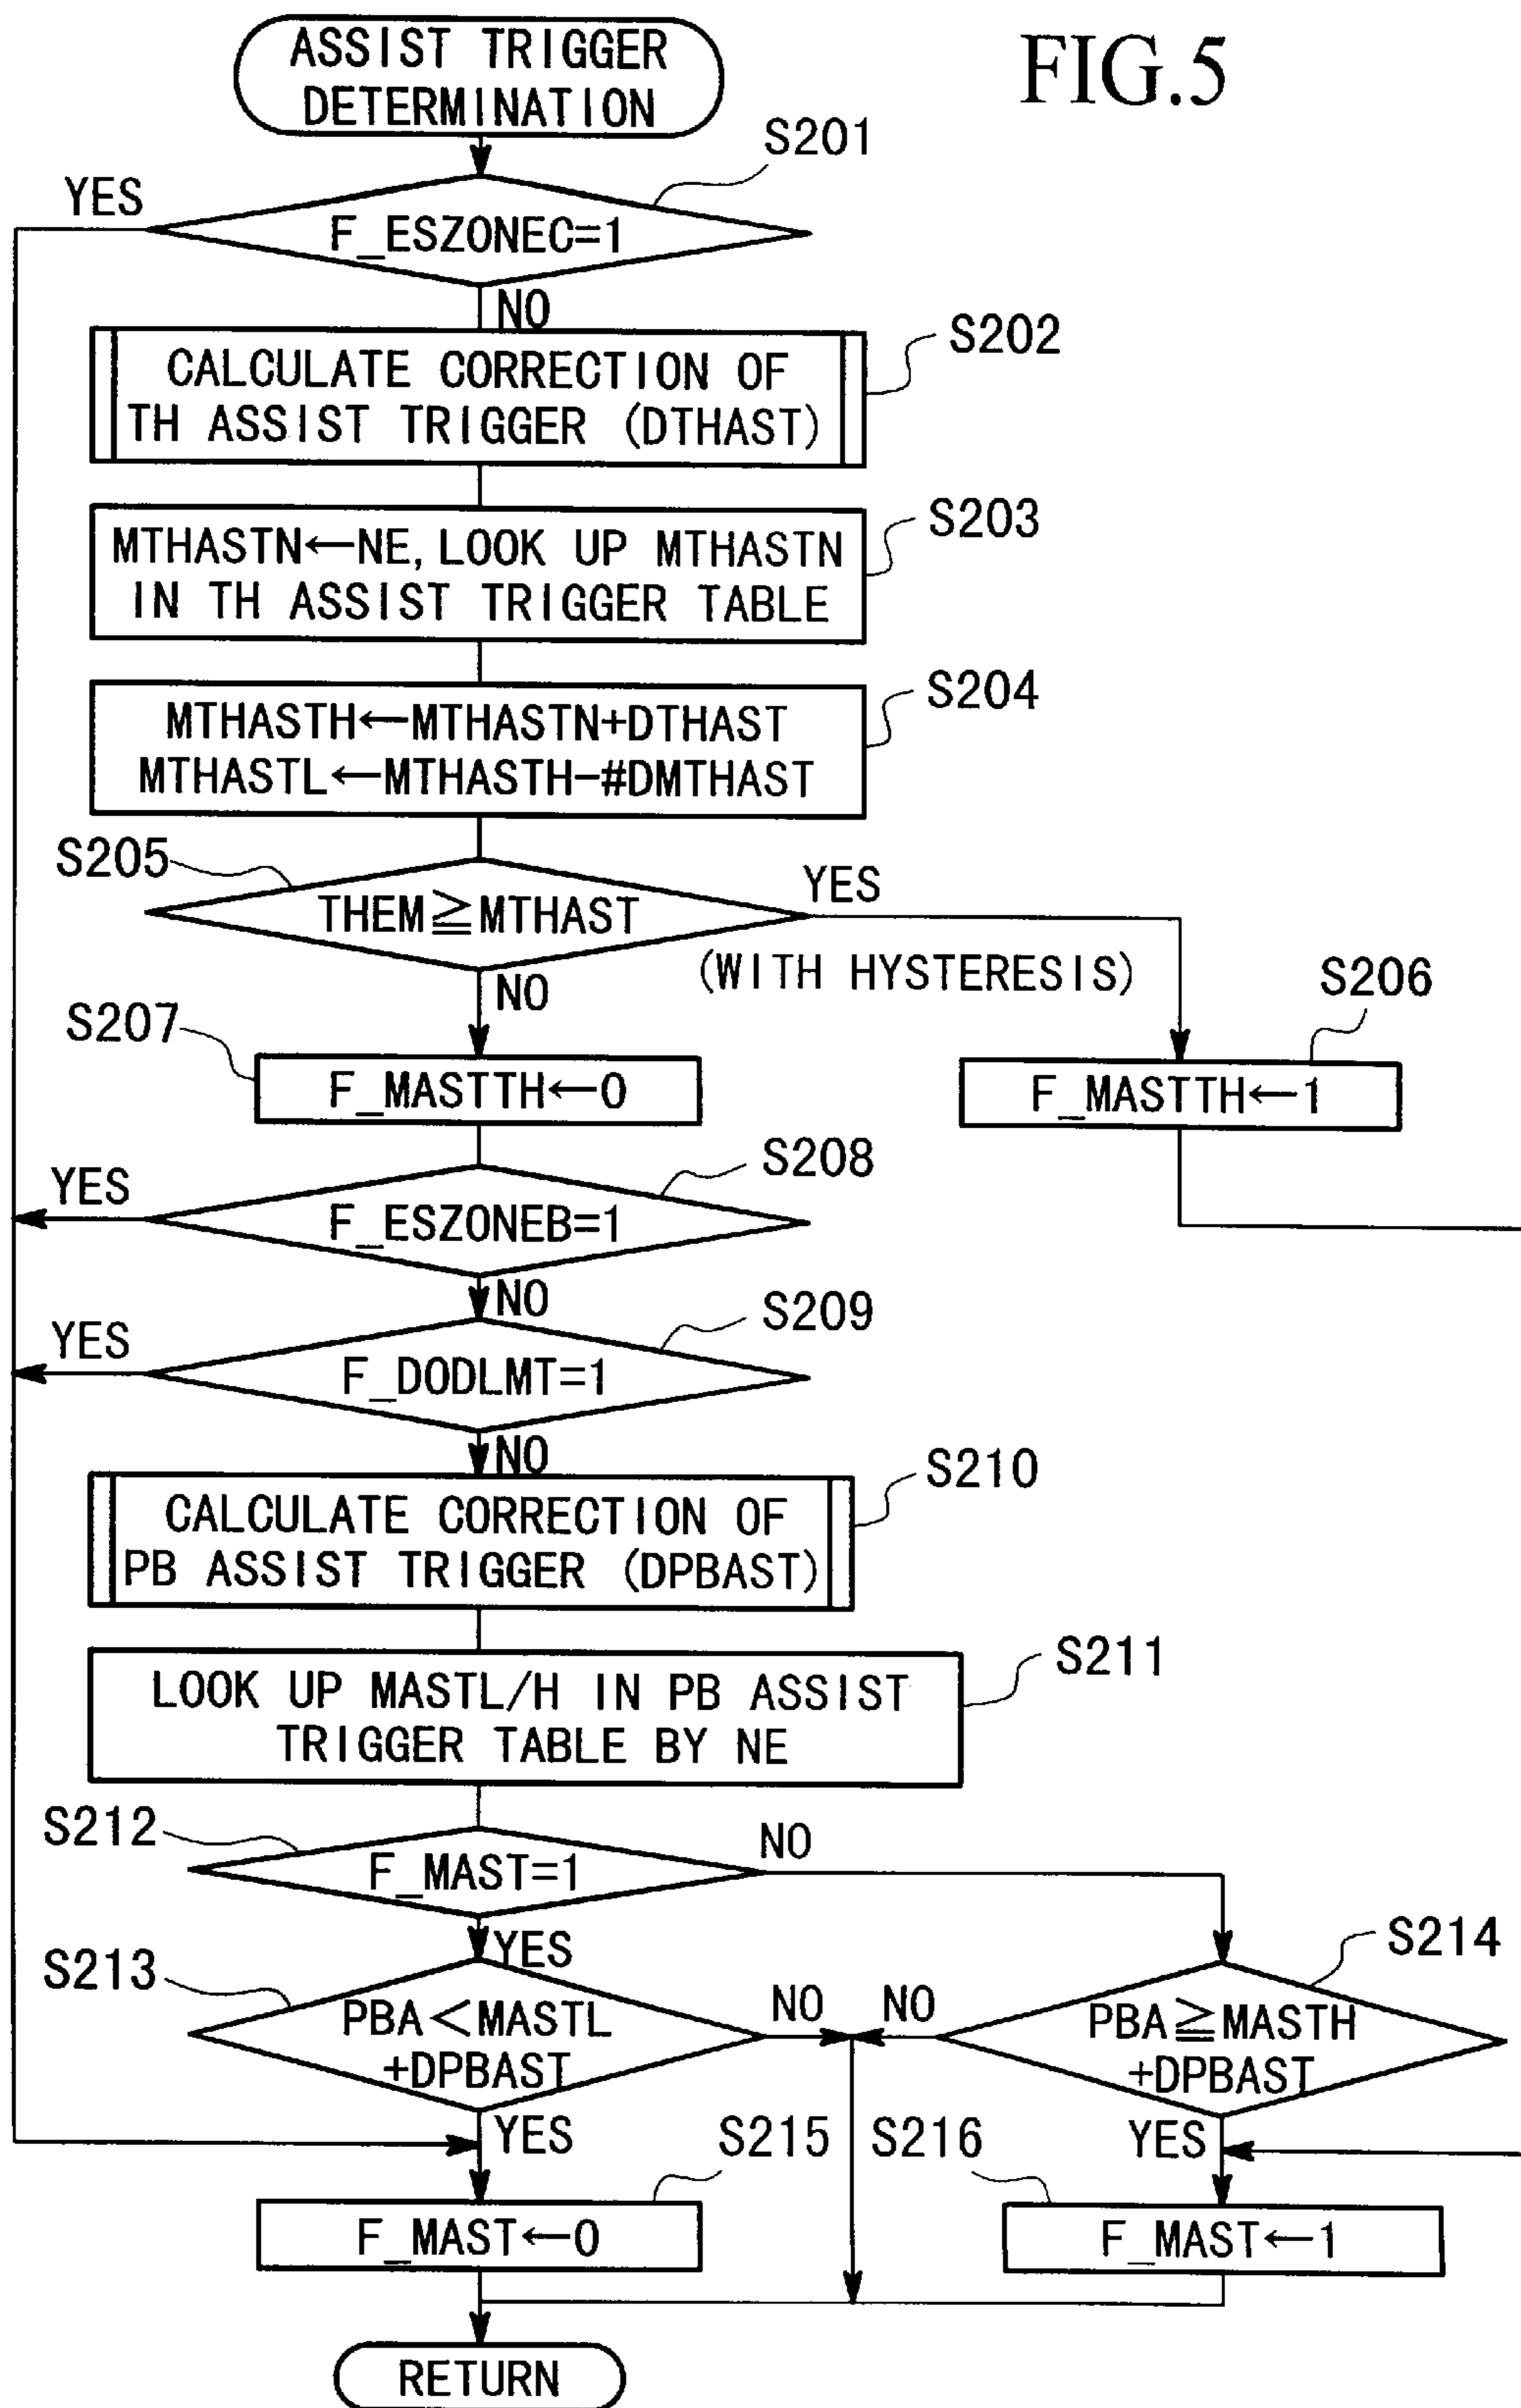 FIG.5
ASSIST TRIGGER
DETERMINATION
S201
YES
F_ESZONEC=1
NO
S202
CALCULATE CORRECTION OF
TH ASSIST TRIGGER (DTHAST)
S203
MTHASTN←NE, LOOK UP MTHASTN
IN TH ASSIST TRIGGER TABLE
S204
MTHASTH←MTHASTN+DTHAST
MTHASTL←MTHASTH-#DMTHAST
S205
THEM≧MTHAST
YES
(WITH HYSTERESIS)
NO
S206
F_MASTTH←1
S207
F_MASTTH←0
S208
YES
F_ESZONEB=1
NO
S209
YES
F_DODLMT=1
NO
S210
CALCULATE CORRECTION OF
PB ASSIST TRIGGER (DPBAST)
S211
LOOK UP MASTL/H IN PB ASSIST
TRIGGER TABLE BY NE
S212
F_MAST=1
NO
YES
S213
PBA<MASTL
+DPBAST
NO
NO
S214
PBA≧MASTH
+DPBAST
YES
YES
S215
F_MAST←0
S216
F_MAST←1
RETURN